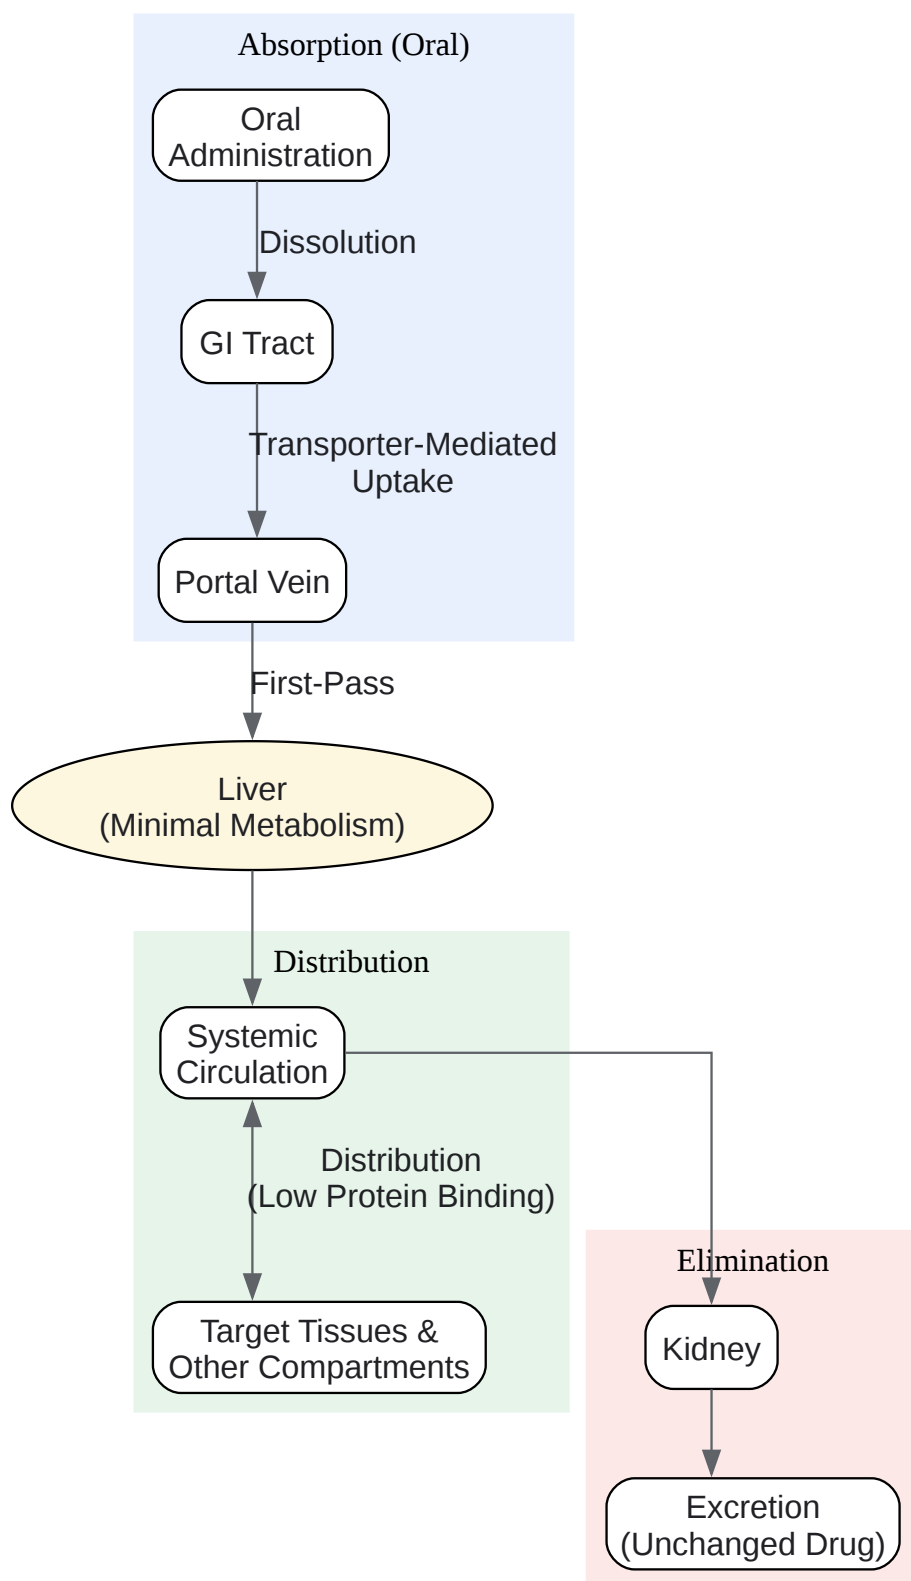 Absorption (Oral)
Oral
Administration
Dissolution
GI Tract
Transporter-Mediated
Uptake
Portal Vein
First-Pass
Liver
(Minimal Metabolism)
Distribution
Systemic
Circulation
Distribution
(Low Protein Binding)
Target Tissues &
Other Compartments
Elimination
Kidney
Excretion
(Unchanged Drug)